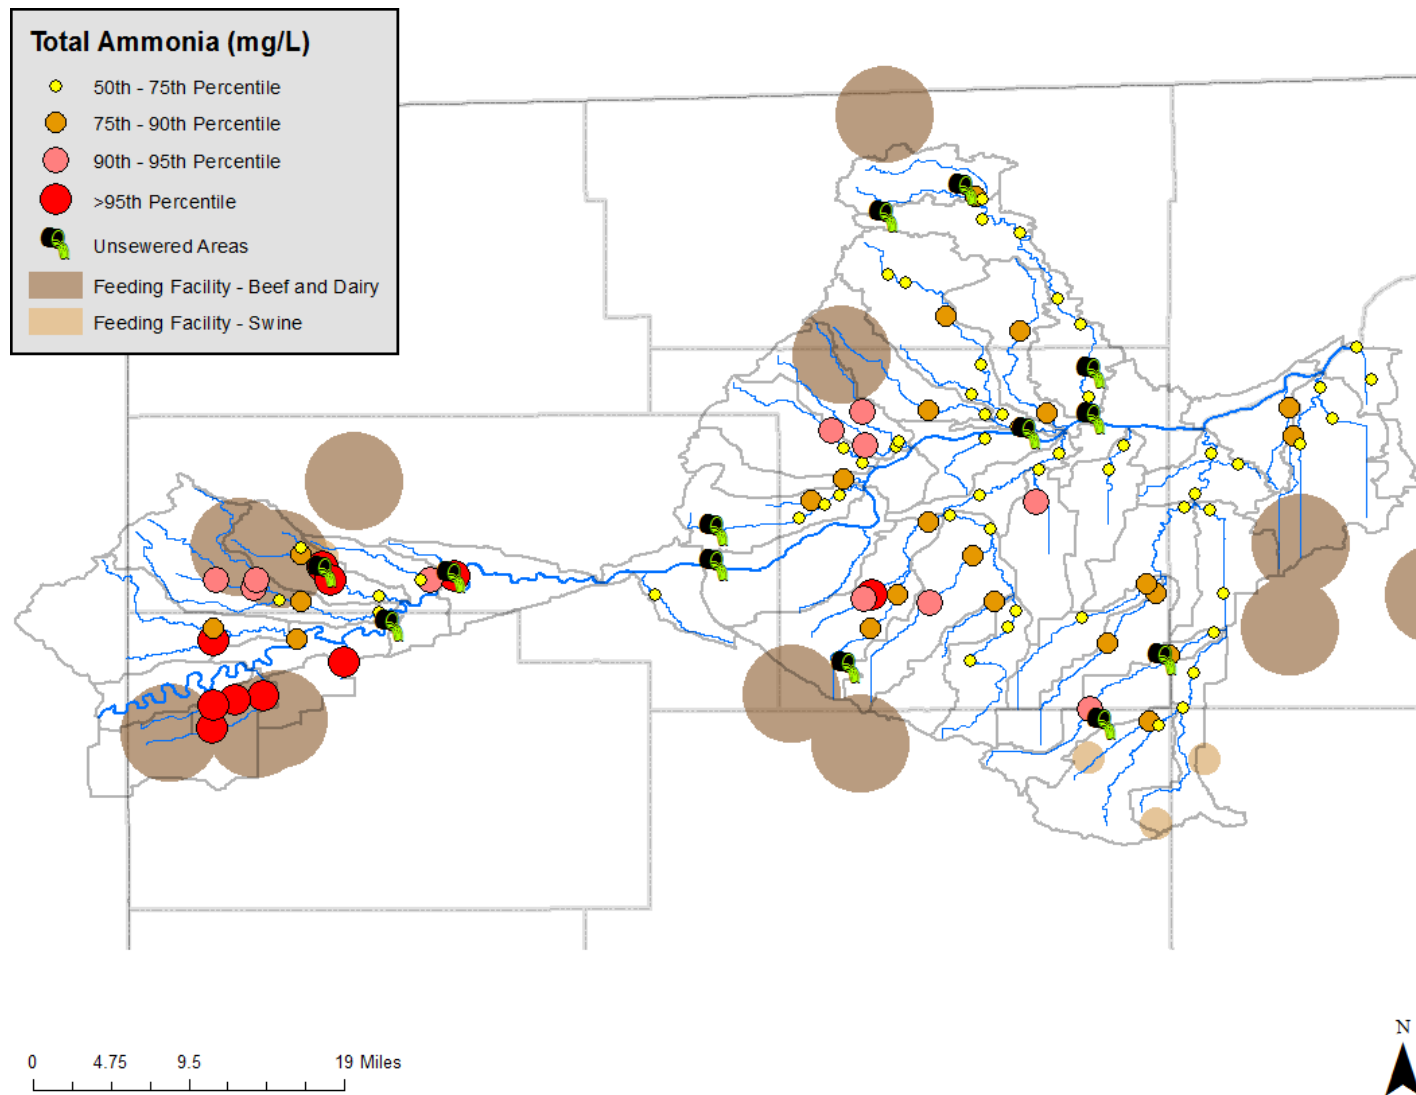 Total Ammonia (mg/L)
50th - 75th Percentile
75th - 90th Percentile
90th - 95th Percentile
>95th Percentile
Unsewered Areas
Feeding Facility - Beef and Dairy
Feeding Facility - Swine
0 4.75 9.5 19 Miles
N